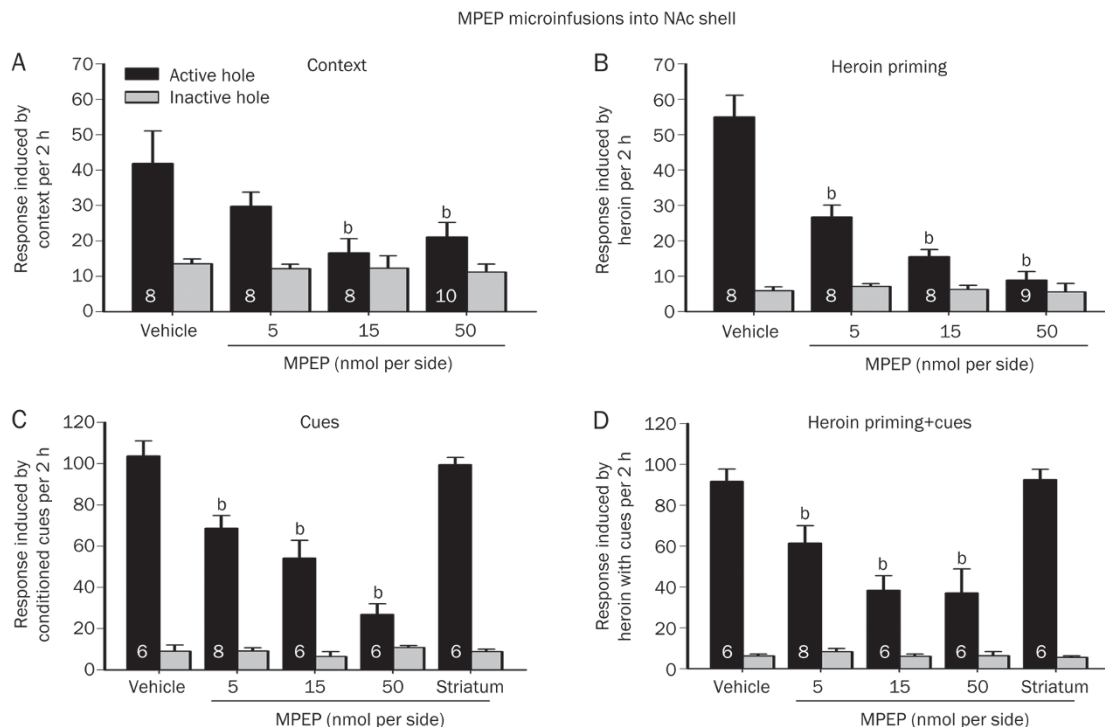 MPEP microinfusions into NAc shell
A
Context
Active hole
Inactive hole
Response induced by
context per 2 h
70
60
50
40
30
20
10
0
8
8
8
10
b
b
Vehicle
5
15
50
MPEP (nmol per side)
B
Heroin priming
Response induced by
heroin per 2 h
70
60
50
40
30
20
10
0
8
8
8
9
b
b
b
Vehicle
5
15
50
MPEP (nmol per side)
C
Cues
Response induced by
conditioned cues per 2 h
120
100
80
60
40
20
0
6
8
6
6
6
b
b
b
Vehicle
5
15
50
Striatum
MPEP (nmol per side)
D
Heroin priming+cues
Response induced by
heroin with cues per 2 h
120
100
80
60
40
20
0
6
8
6
6
6
b
b
b
Vehicle
5
15
50
Striatum
MPEP (nmol per side)